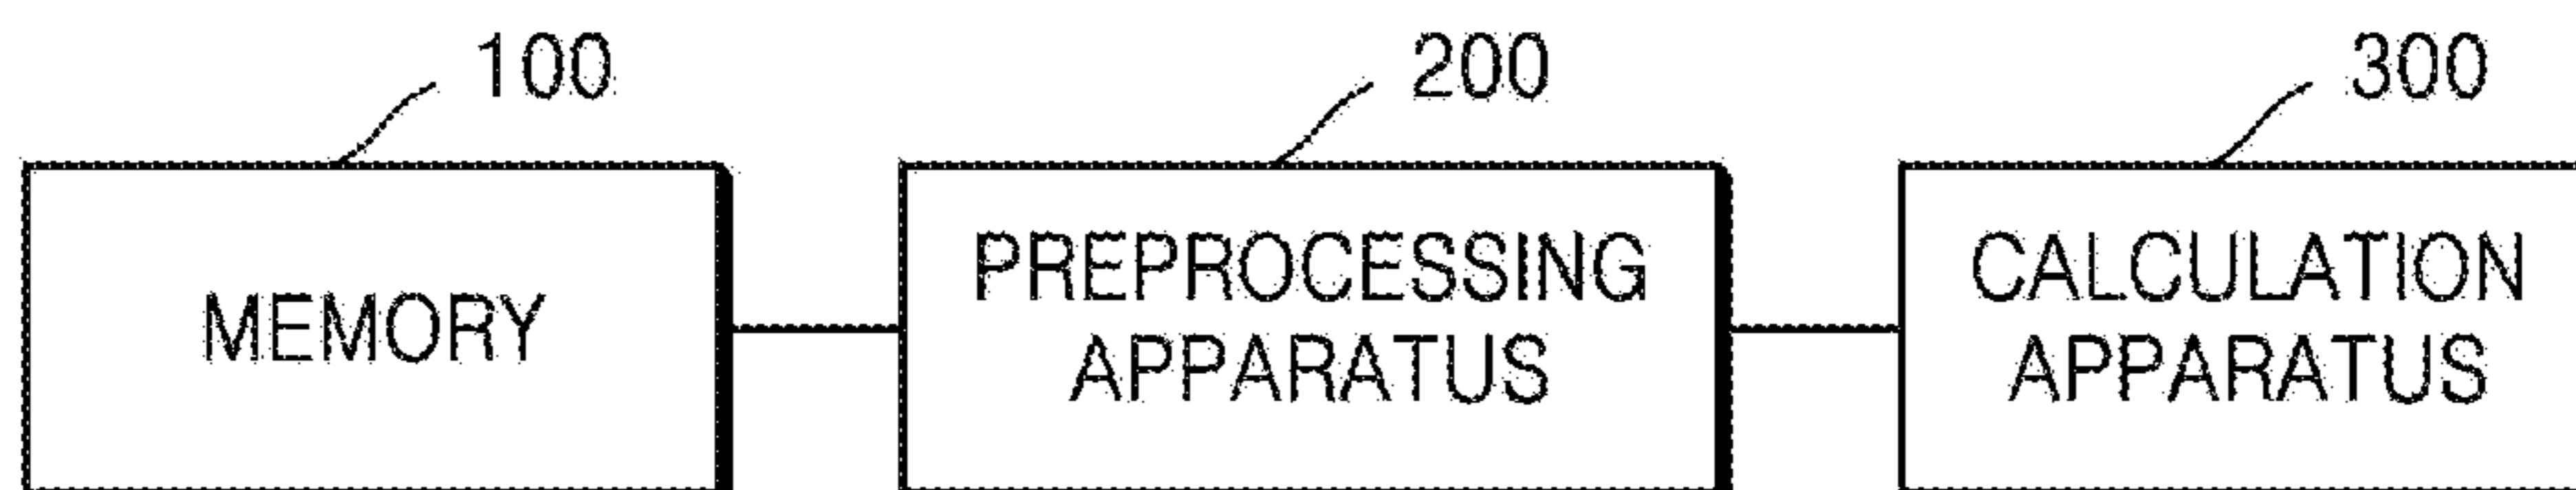 100
200
300
MEMORY
PREPROCESSING
APPARATUS
CALCULATION
APPARATUS